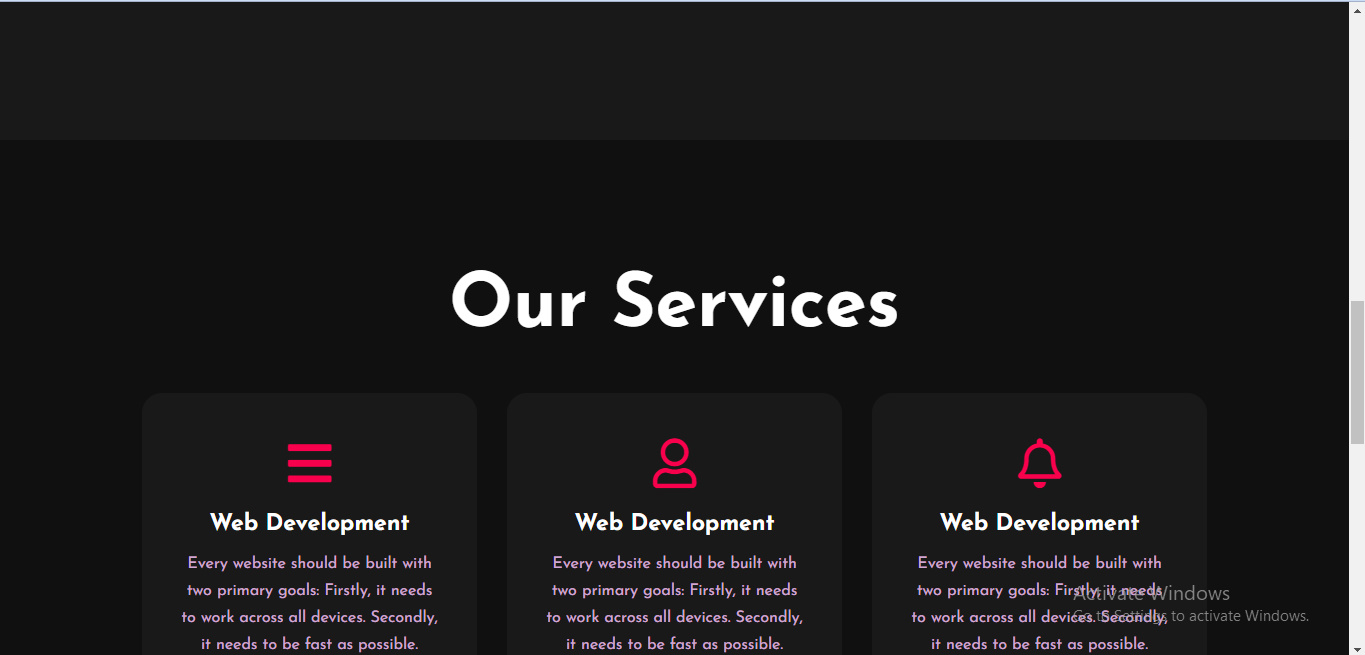 Our Services
Web Development
Every website should be built with
two primary goals: Firstly, it needs
to work across all devices. Secondly,
it needs to be fast as possible.
Web Development
Every website should be built with
two primary goals: Firstly, it needs
to work across all devices. Secondly,
it needs to be fast as possible.
Web Development
Every website should be built with
two primary goals: Firstly, it needs
to work across all devices. Secondly,
it needs to be fast as possible.
Activate Windows
Go to Settings to activate Windows.